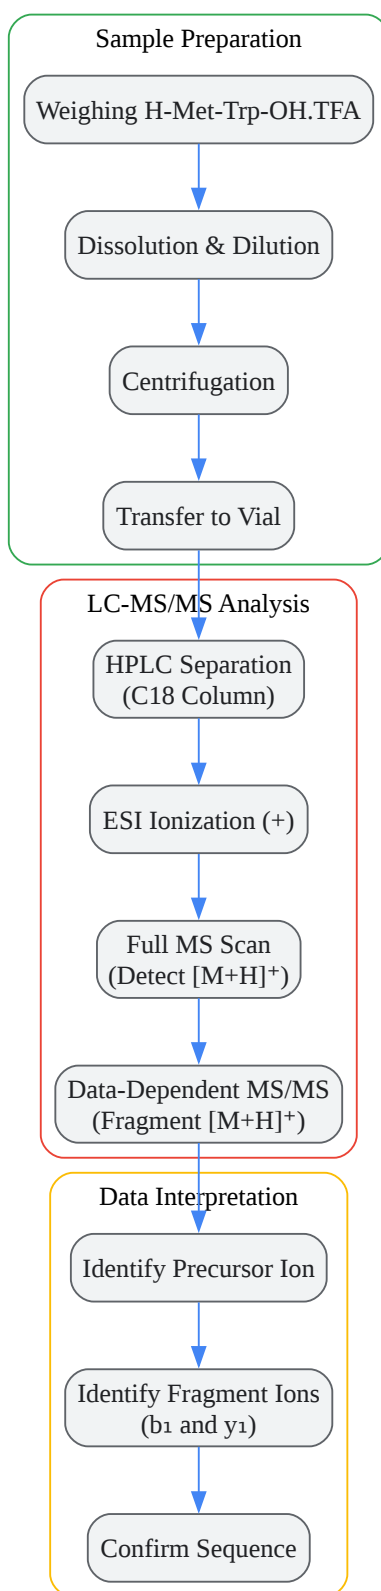 Sample Preparation
Weighing H-Met-Trp-OH.TFA
Dissolution & Dilution
Centrifugation
Transfer to Vial
LC-MS/MS Analysis
HPLC Separation
(C18 Column)
ESI Ionization (+)
Full MS Scan
(Detect [M+H]⁺)
Data-Dependent MS/MS
(Fragment [M+H]⁺)
Data Interpretation
Identify Precursor Ion
Identify Fragment Ions
(b₁ and y₁)
Confirm Sequence